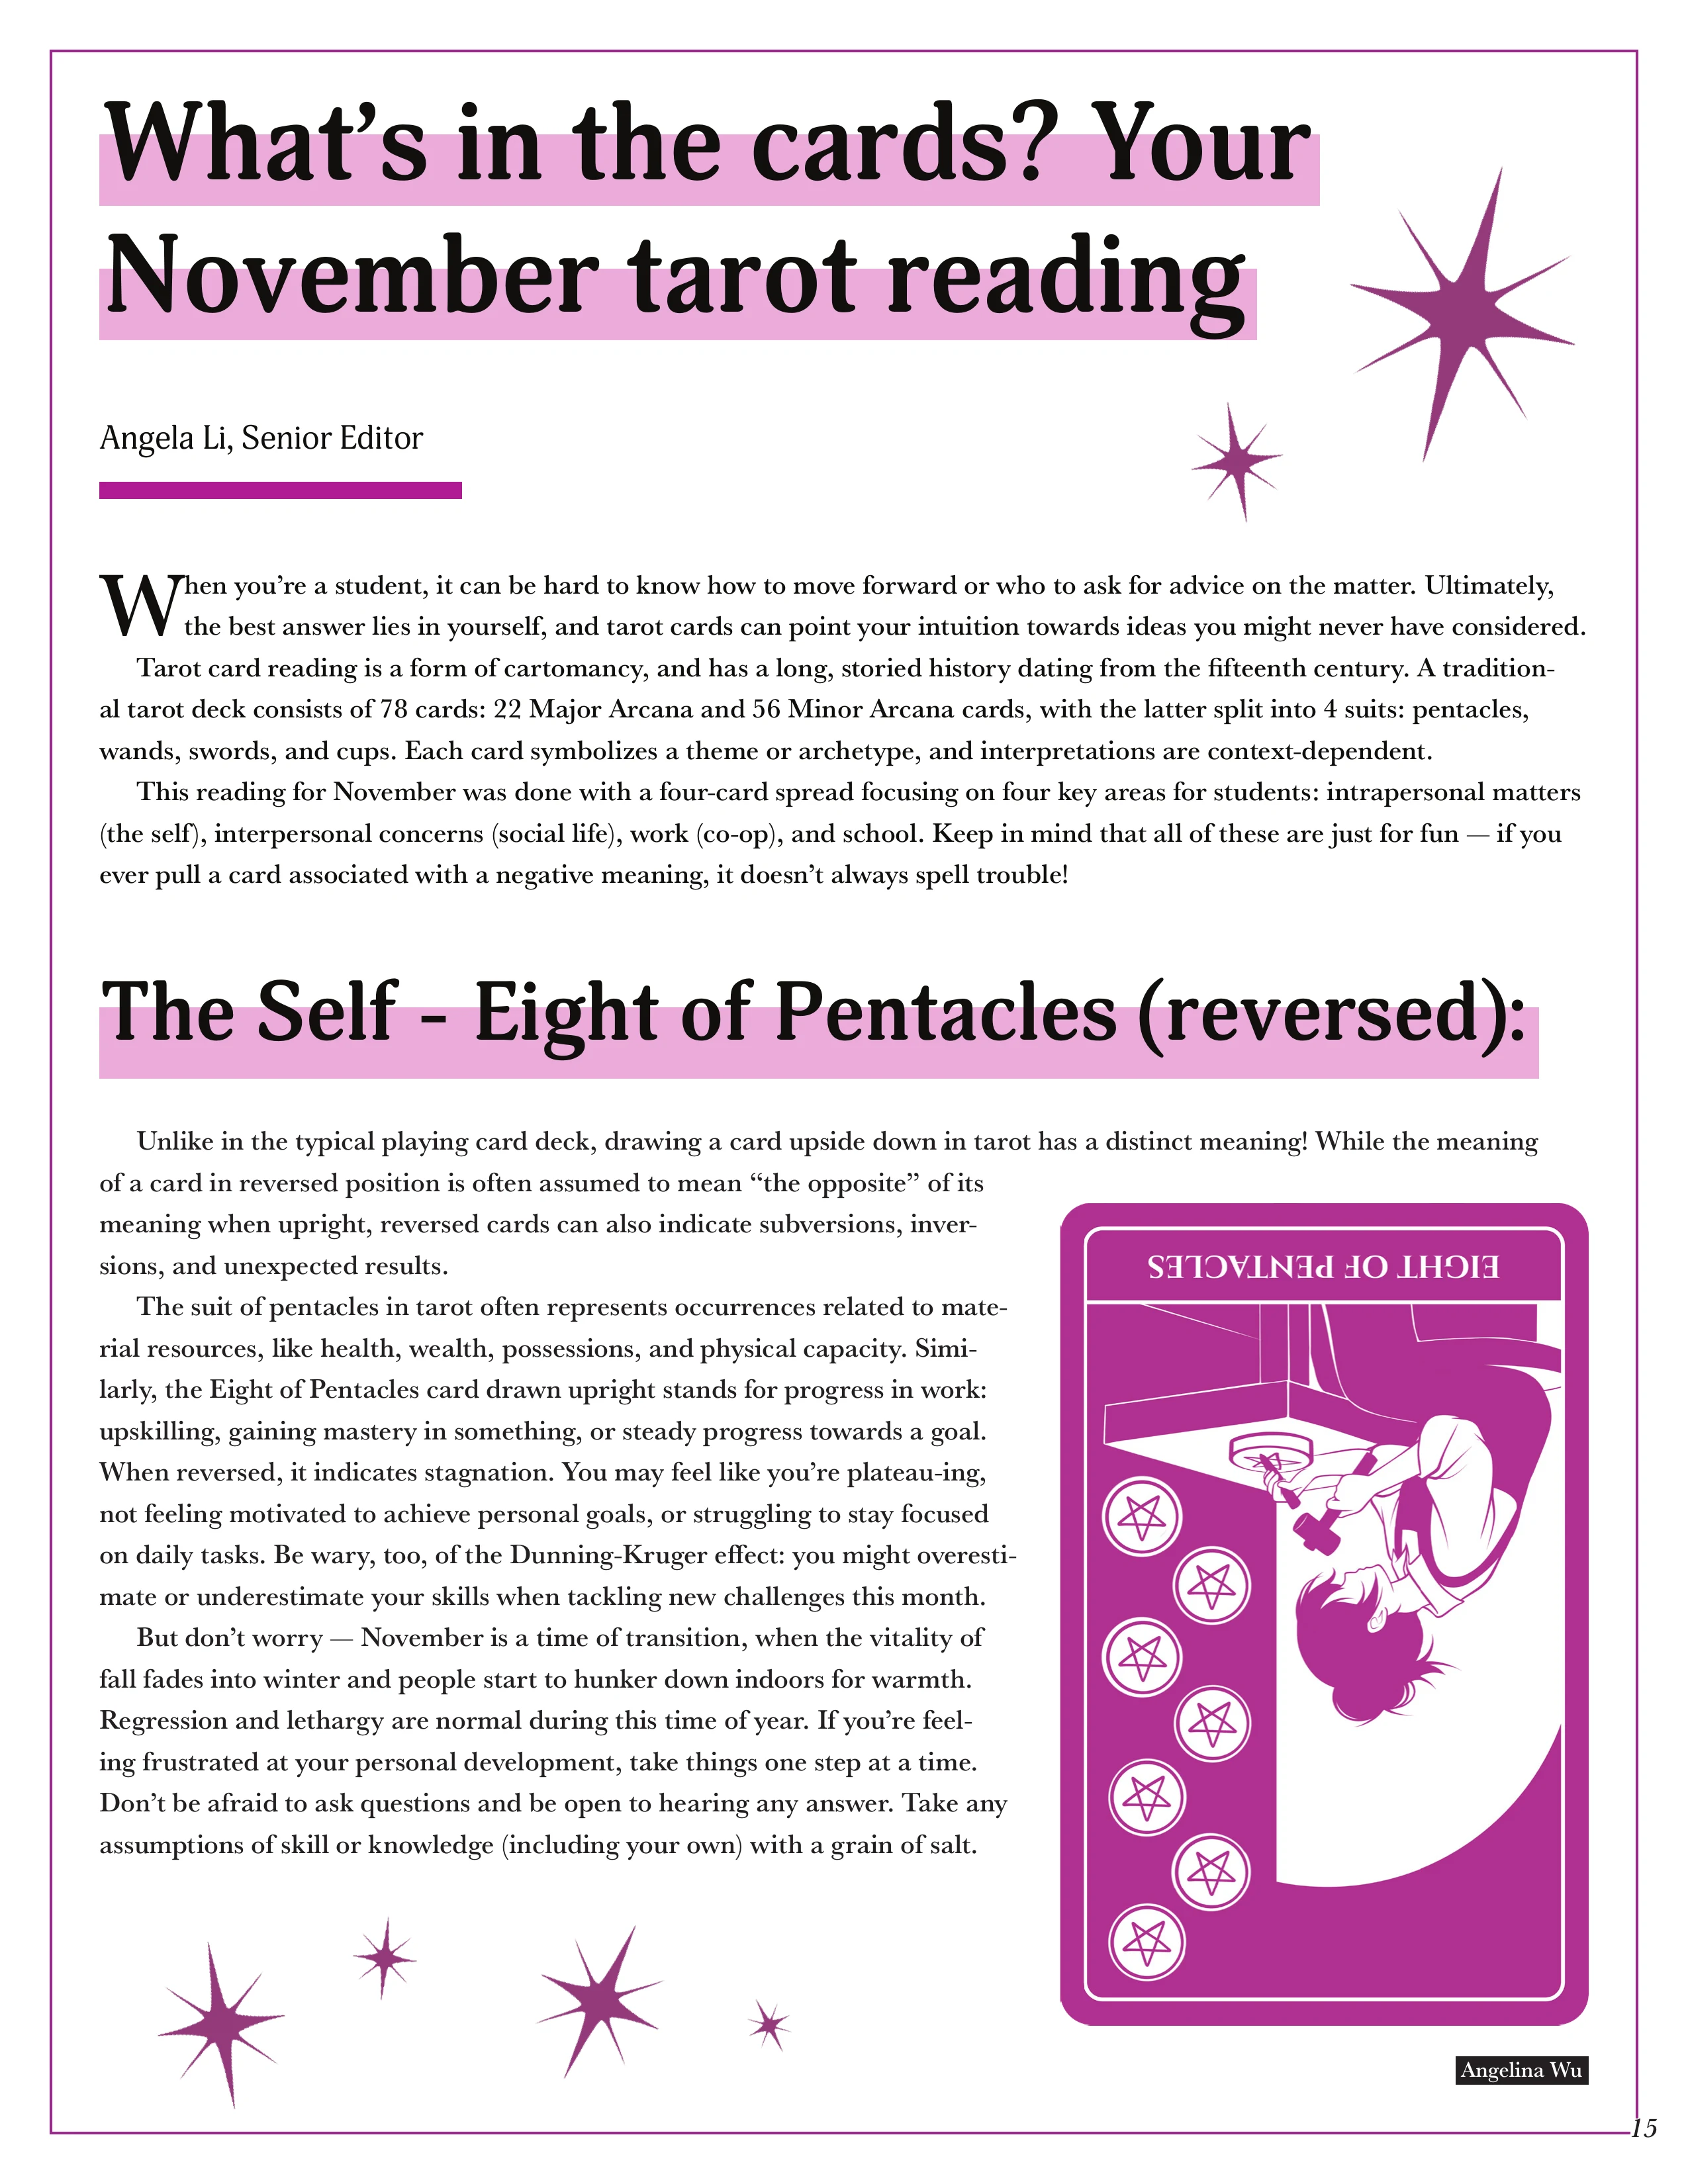 What’s in the cards? Your
November tarot reading
Angela Li, Senior Editor
When you’re a student, it can be hard to know how to move forward or who to ask for advice on the matter. Ultimately,
the best answer lies in yourself, and tarot cards can point your intuition towards ideas you might never have considered.
Tarot card reading is a form of cartomancy, and has a long, storied history dating from the fifteenth century. A tradition-
al tarot deck consists of 78 cards: 22 Major Arcana and 56 Minor Arcana cards, with the latter split into 4 suits: pentacles,
wands, swords, and cups. Each card symbolizes a theme or archetype, and interpretations are context-dependent.
This reading for November was done with a four-card spread focusing on four key areas for students: intrapersonal matters
(the self), interpersonal concerns (social life), work (co-op), and school. Keep in mind that all of these are just for fun — if you
ever pull a card associated with a negative meaning, it doesn’t always spell trouble!
The Self - Eight of Pentacles (reversed):
Unlike in the typical playing card deck, drawing a card upside down in tarot has a distinct meaning! While the meaning
of a card in reversed position is often assumed to mean “the opposite” of its
meaning when upright, reversed cards can also indicate subversions, inver-
sions, and unexpected results.
The suit of pentacles in tarot often represents occurrences related to mate-
rial resources, like health, wealth, possessions, and physical capacity. Simi-
larly, the Eight of Pentacles card drawn upright stands for progress in work:
upskilling, gaining mastery in something, or steady progress towards a goal.
When reversed, it indicates stagnation. You may feel like you’re plateau-ing,
not feeling motivated to achieve personal goals, or struggling to stay focused
on daily tasks. Be wary, too, of the Dunning-Kruger effect: you might overesti-
mate or underestimate your skills when tackling new challenges this month.
But don’t worry — November is a time of transition, when the vitality of
fall fades into winter and people start to hunker down indoors for warmth.
Regression and lethargy are normal during this time of year. If you’re feel-
ing frustrated at your personal development, take things one step at a time.
Don’t be afraid to ask questions and be open to hearing any answer. Take any
assumptions of skill or knowledge (including your own) with a grain of salt.
EIGHT OF PENTACLES
Angelina Wu
15